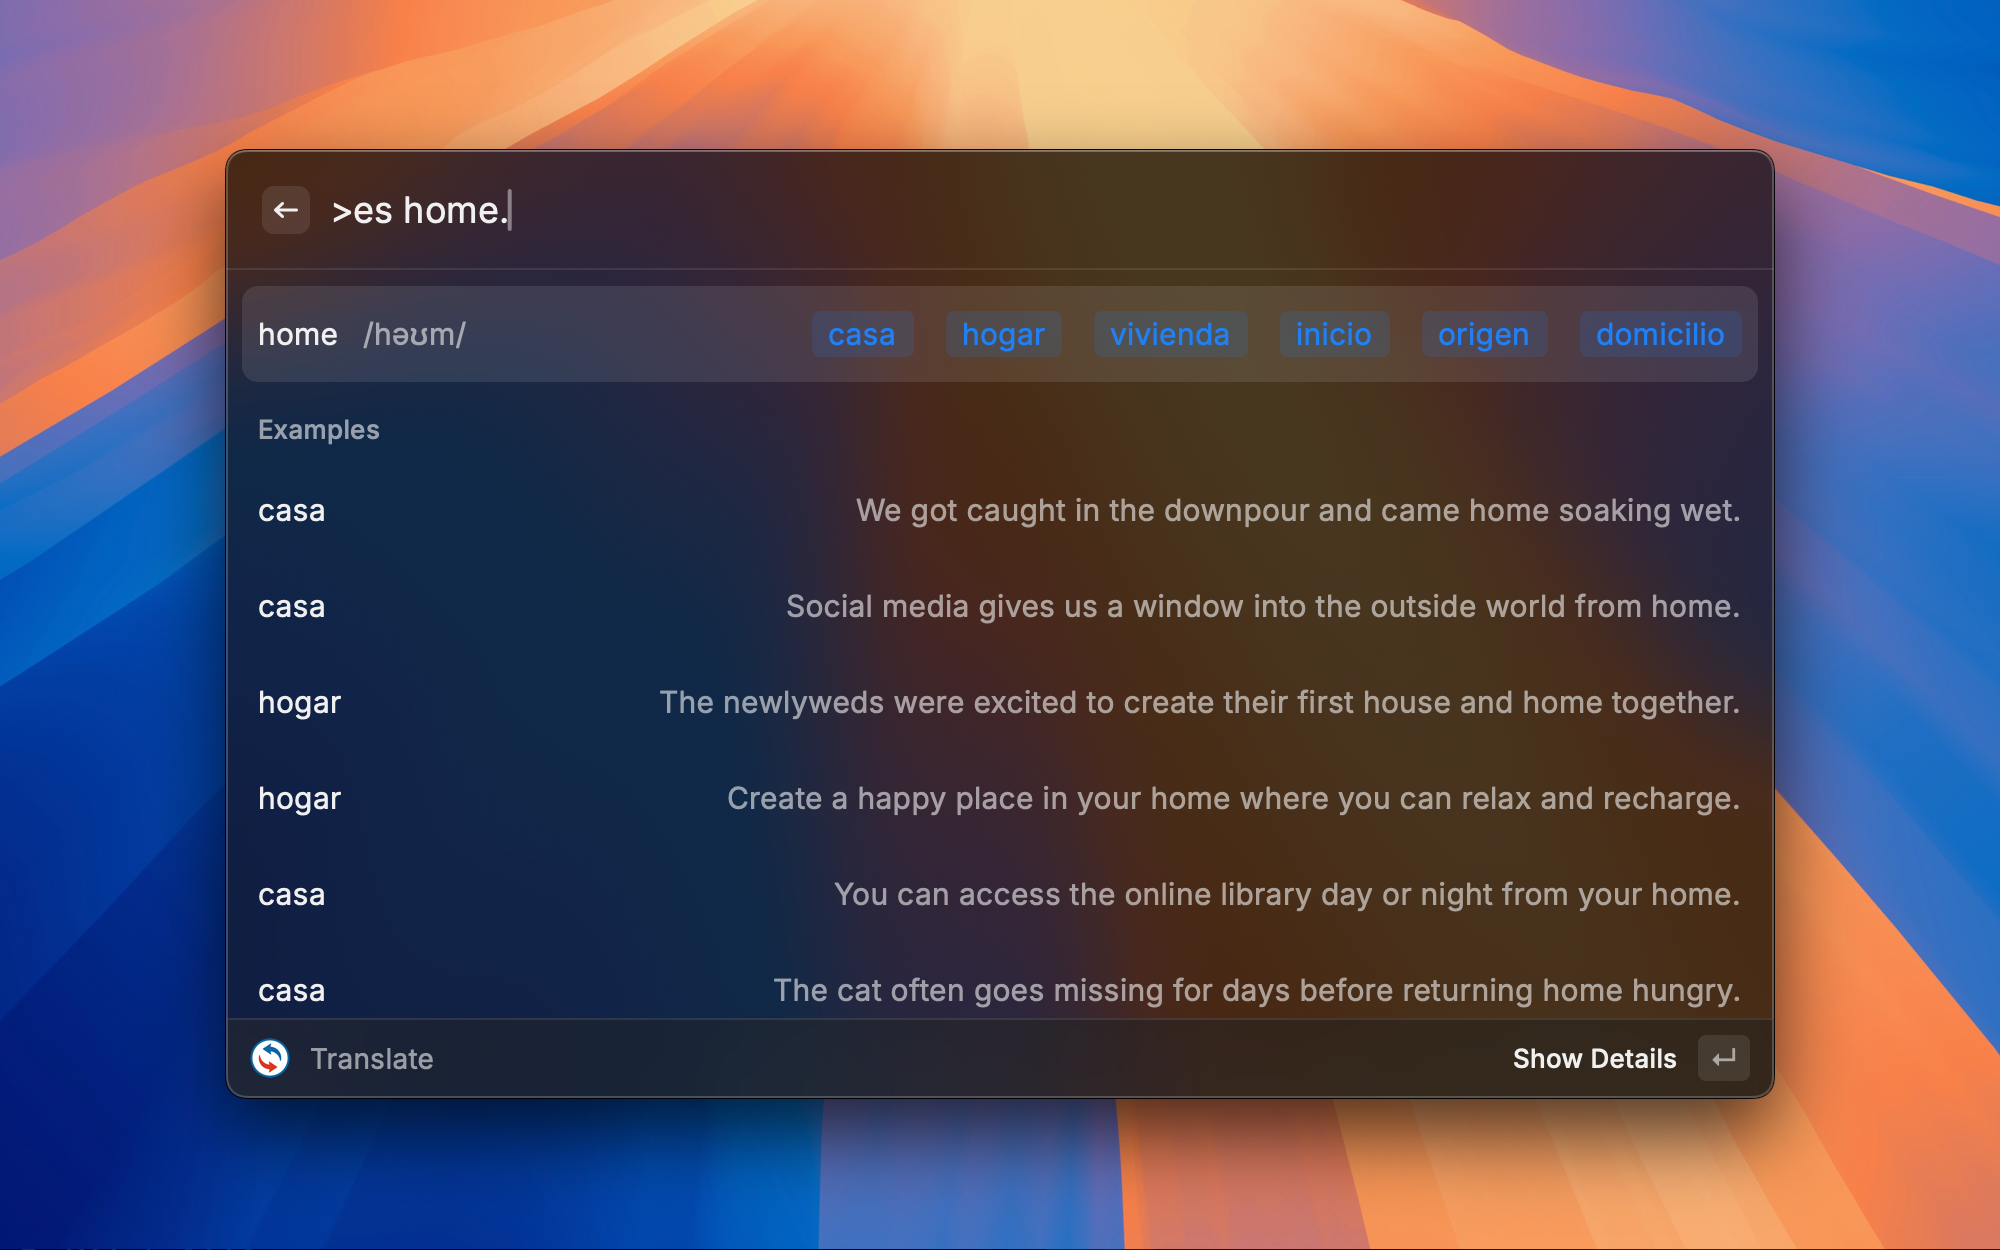 >es home.
home /həʊm/ casa hogar vivienda inicio origen domicilio
Examples
casa We got caught in the downpour and came home soaking wet.
casa Social media gives us a window into the outside world from home.
hogar The newlyweds were excited to create their first house and home together.
hogar Create a happy place in your home where you can relax and recharge.
casa You can access the online library day or night from your home.
casa The cat often goes missing for days before returning home hungry.
Translate Show Details